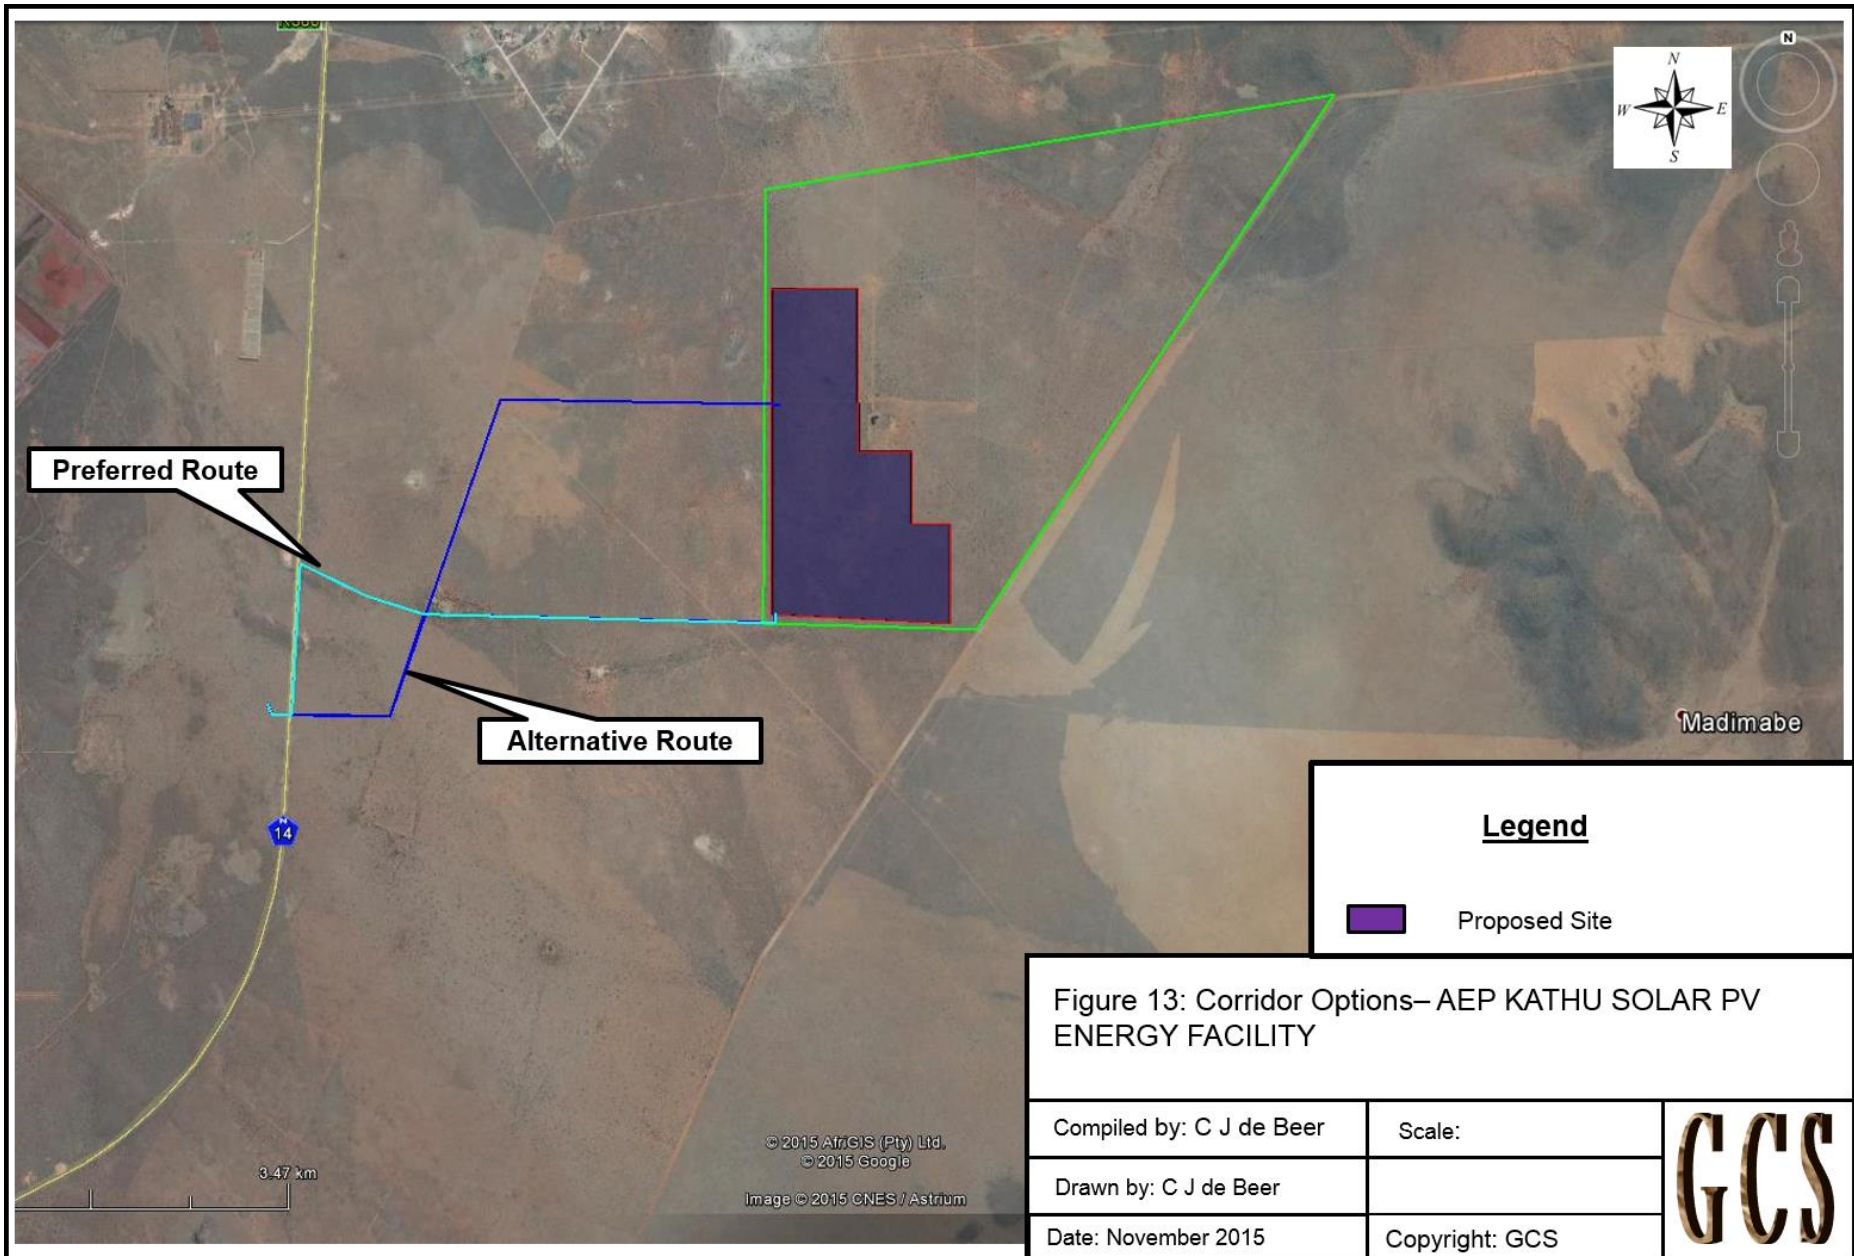 N
N
W
E
S
Preferred Route
Alternative Route
Madimabe
N
14
Legend
Proposed Site
Figure 13: Corridor Options– AEP KATHU SOLAR PV
ENERGY FACILITY
Compiled by: C J de Beer
Scale:
Drawn by: C J de Beer
Date: November 2015
Copyright: GCS
GCS
3.47 km
© 2015 AfriGIS (Pty) Ltd.
© 2015 Google
Image © 2015 CNES / Astrium